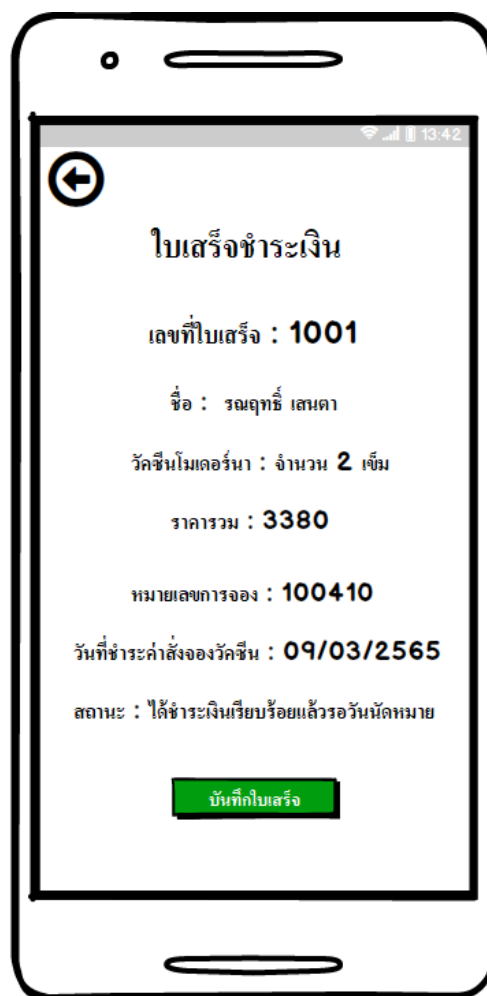 13:42
ใบเสร็จชำระเงิน
เลขที่ใบเสร็จ : 1001
ชื่อ : รณฤทธิ์ เสนตา
วัคซีนโมเดอร์นา : จำนวน 2 เข็ม
ราคารวม : 3380
หมายเลขการจอง : 100410
วันที่ชำระค่าสั่งจองวัคซีน : 09/03/2565
สถานะ : ได้ชำระเงินเรียบร้อยแล้วรอวันนัดหมาย
บันทึกใบเสร็จ